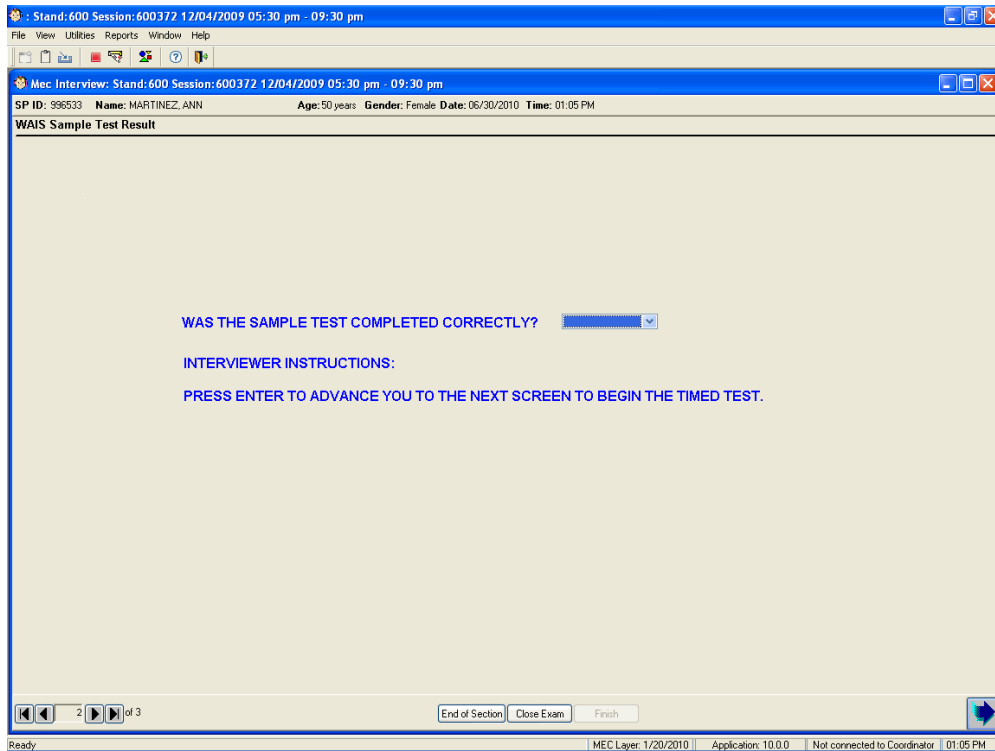 : Stand:600 Session:600372 12/04/2009 05:30 pm - 09:30 pm
File View Utilities Reports Window Help
Mec Interview: Stand:600 Session:600372 12/04/2009 05:30 pm - 09:30 pm
SP ID: 996533 Name: MARTINEZ, ANN Age: 50 years Gender: Female Date: 06/30/2010 Time: 01:05 PM
WAIS Sample Test Result
WAS THE SAMPLE TEST COMPLETED CORRECTLY?
INTERVIEWER INSTRUCTIONS:
PRESS ENTER TO ADVANCE YOU TO THE NEXT SCREEN TO BEGIN THE TIMED TEST.
2 of 3 End of Section Close Exam Finish
Ready MEC Layer: 1/20/2010 Application: 10.0.0 Not connected to Coordinator 01:05 PM